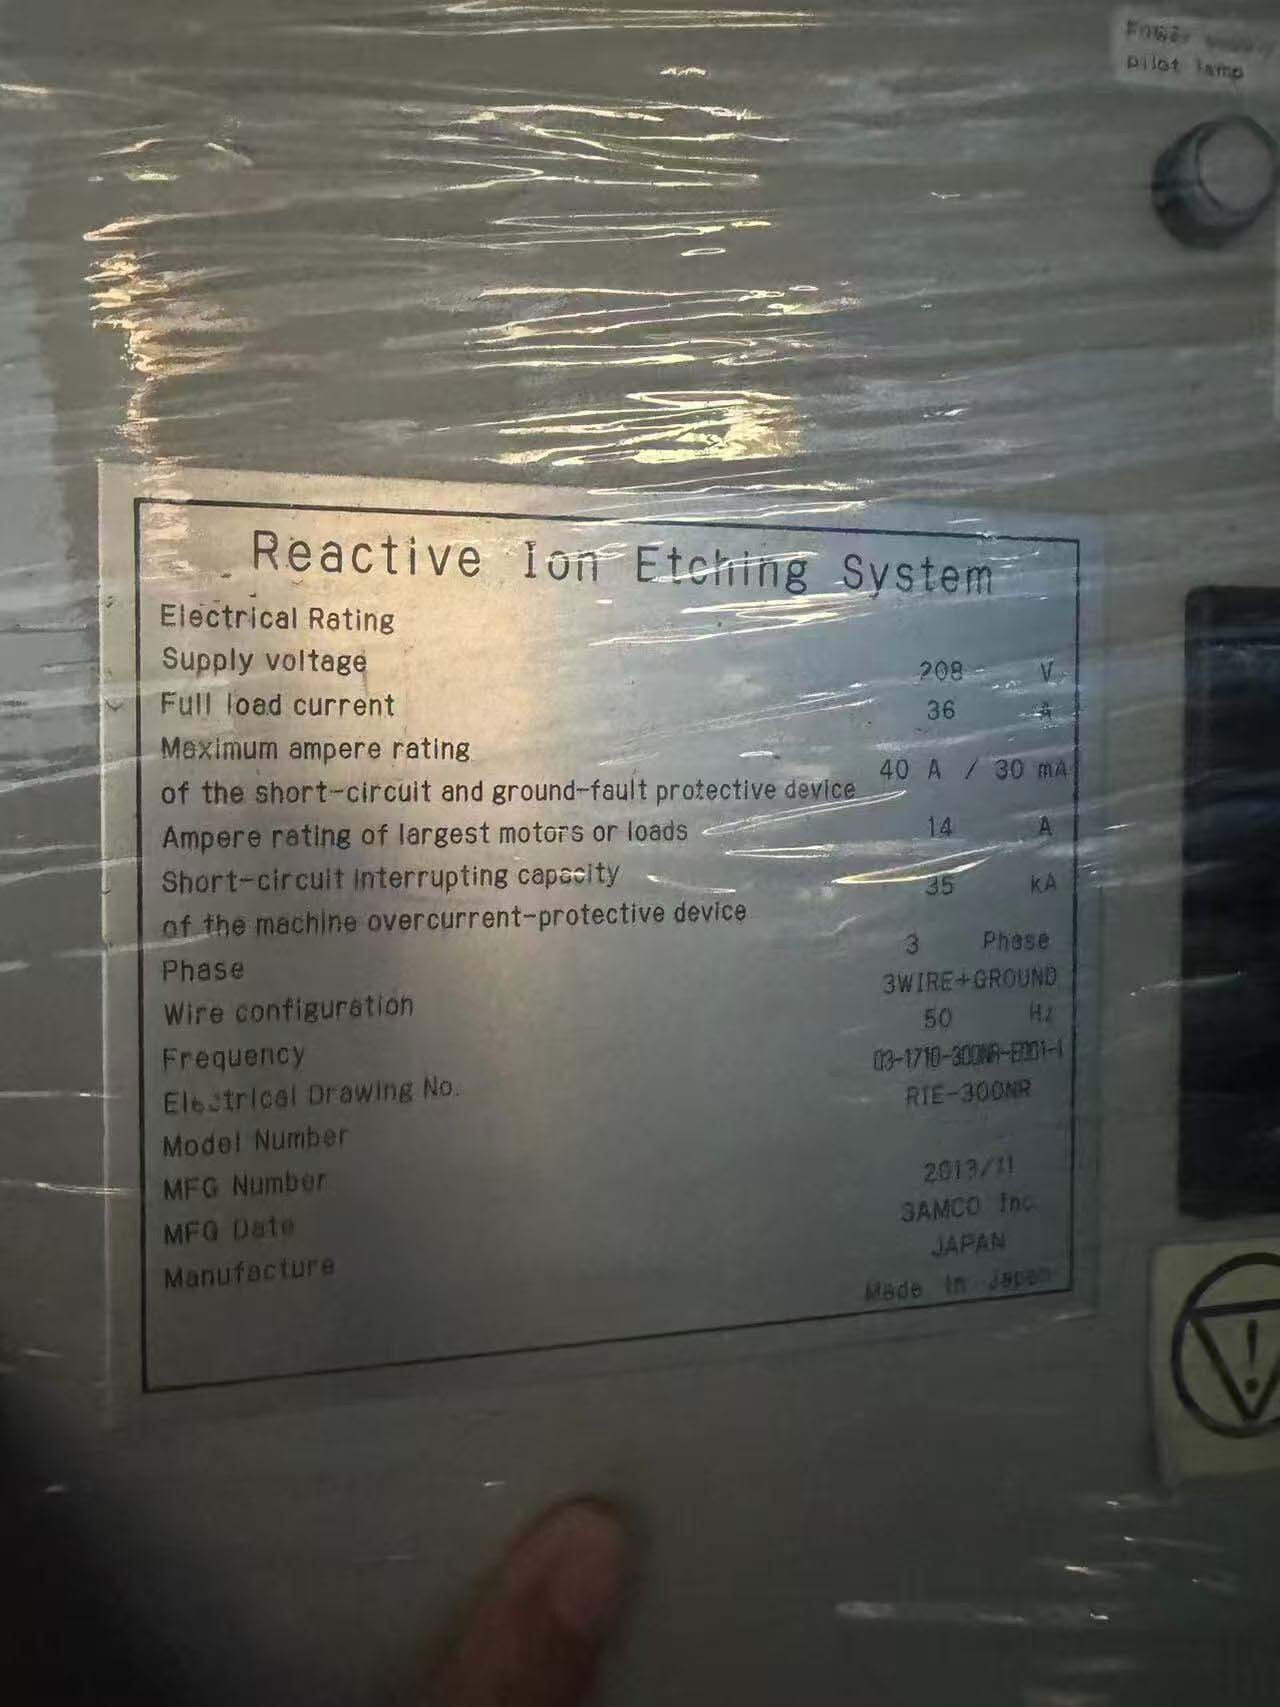 Power
pilot lamp
Reactive Ion Etching System
Electrical Rating
Supply voltage 208 V
Full load current 36 A
Maximum ampere rating
of the short-circuit and ground-fault protective device 40 A / 30 mA
Ampere rating of largest motors or loads 14 A
Short-circuit interrupting capacity
of the machine overcurrent-protective device 35 kA
Phase 3 Phase
Wire configuration 3WIRE+GROUND
Frequency 50 Hz
Electrical Drawing No. 03-1710-300NR-E001-1
Model Number RIE-300NR
MFG Number
MFG Date 2013/11
Manufacture SAMCO Inc.
JAPAN
Made in Japan